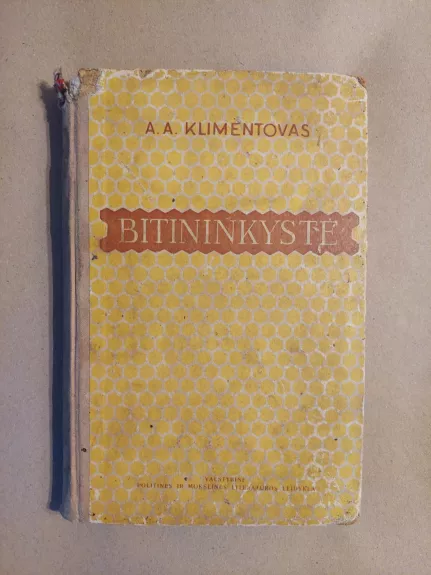 A. A. KLIMENTOVAS
BITININKYSTĖ
VALSTYBINĖ
POLITINĖS IR MOKSLINĖS LITERATŪROS LEIDYKLA